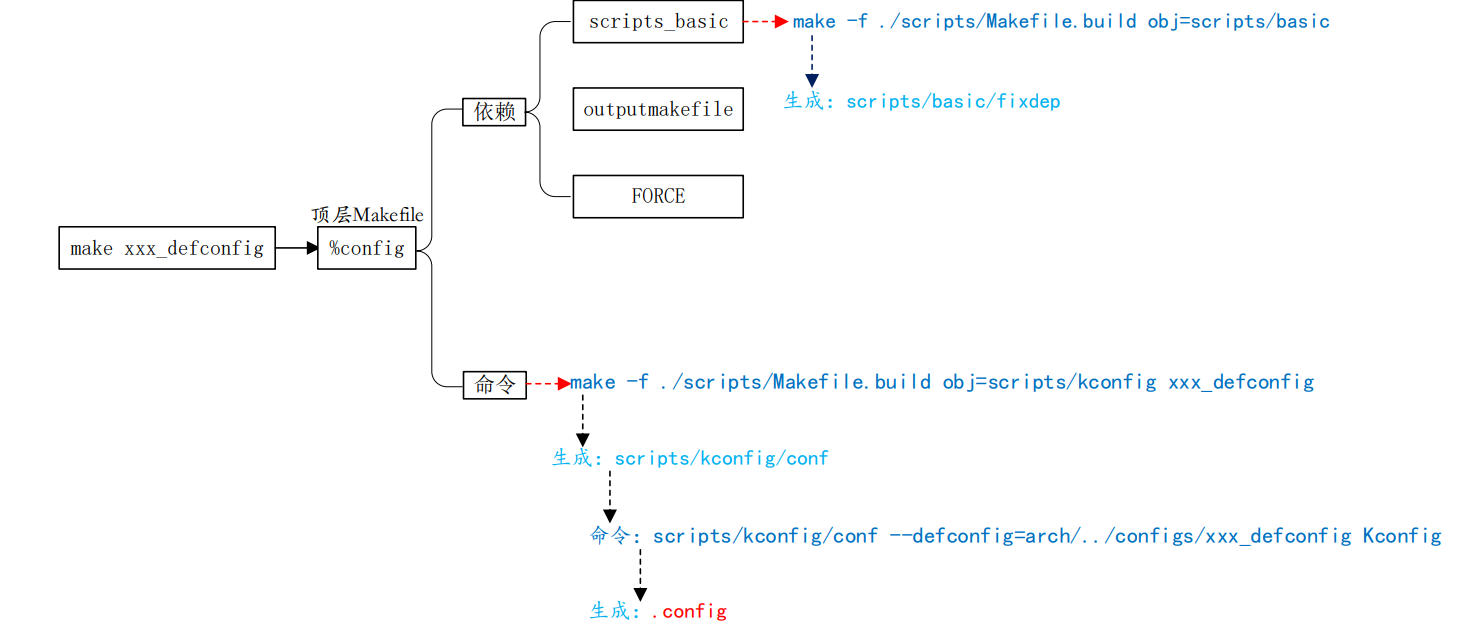 scripts_basic
make -f ./scripts/Makefile.build obj=scripts/basic
生成：scripts/basic/fixdep
依赖
outputmakefile
FORCE
顶层Makefile
make xxx_defconfig
%config
命令
make -f ./scripts/Makefile.build obj=scripts/kconfig xxx_defconfig
生成：scripts/kconfig/conf
命令：scripts/kconfig/conf --defconfig=arch/../configs/xxx_defconfig Kconfig
生成：.config